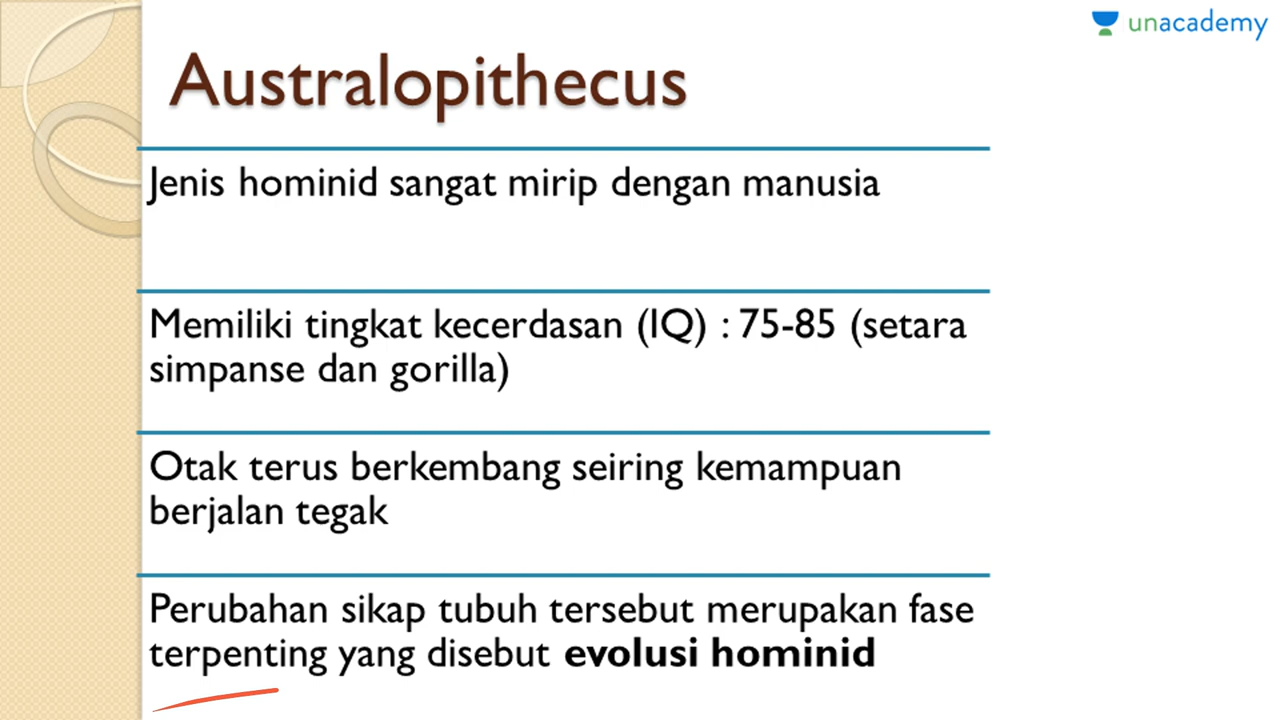 unacademy
Australopithecus
Jenis hominid sangat mirip dengan manusia
Memiliki tingkat kecerdasan (IQ) : 75-85 (setara
simpanse dan gorilla)
Otak terus berkembang seiring kemampuan
berjalan tegak
Perubahan sikap tubuh tersebut merupakan fase
terpenting yang disebut evolusi hominid